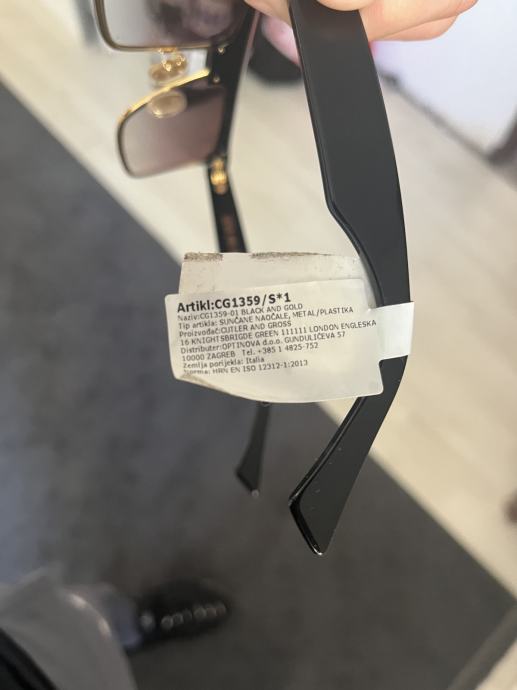 Artikl:CG1359/S*1
Naziv:CG1359-01 BLACK AND GOLD
Tip artikla: SUNČANE NAOČALE, METAL/PLASTIKA
Proizvođač:CUTLER AND GROSS
16 KNIGHTSBRIGDE GREEN 111111 LONDON ENGLESKA
Distributer:OPTINOVA d.o.o. GUNDULIĆEVA 57
10000 ZAGREB Tel. +385 1 4825-752
Zemlja porijekla: Italia
Norma: HRN EN ISO 12312-1:2013